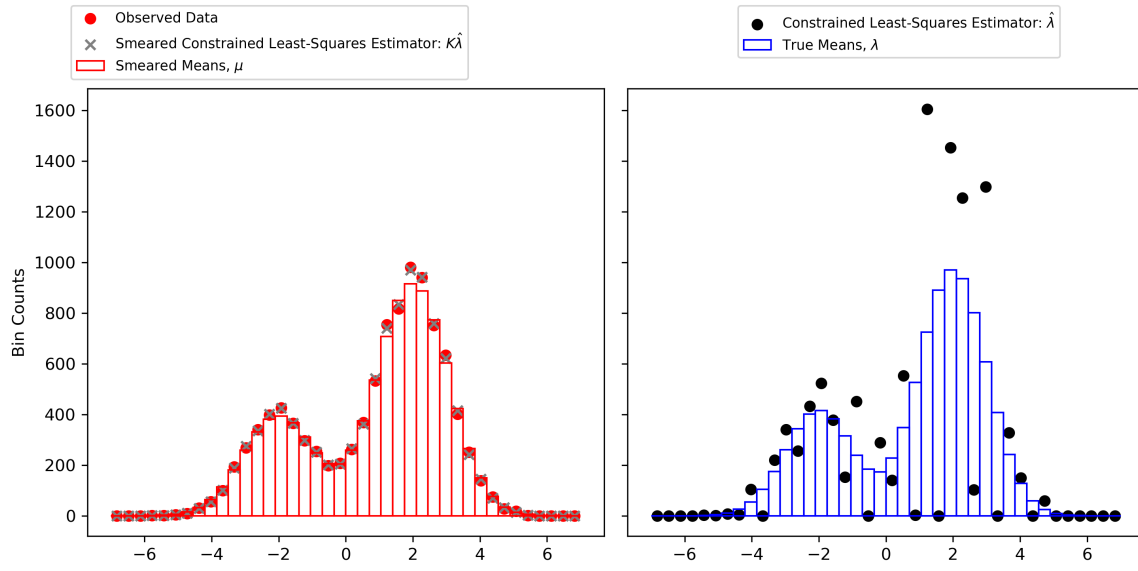 Observed Data
Smeared Constrained Least-Squares Estimator: Kλ̂
Smeared Means, μ
Constrained Least-Squares Estimator: λ̂
True Means, λ
Bin Counts
1600
1400
1200
1000
800
600
400
200
0
−6 −4 −2 0 2 4 6
−6 −4 −2 0 2 4 6